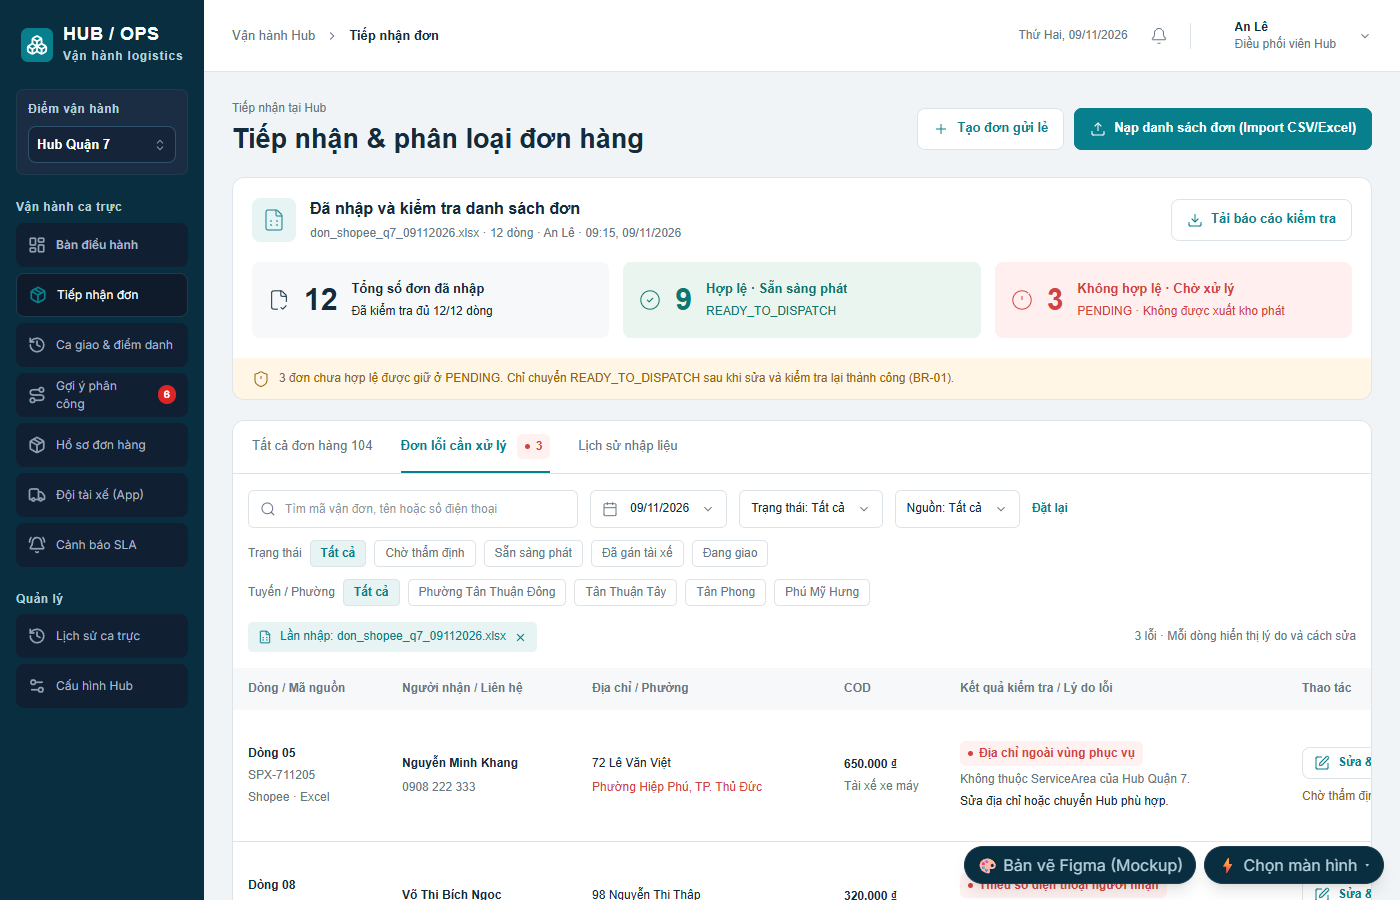 HUB / OPS
Vận hành logistics
Điểm vận hành
Hub Quận 7
Vận hành ca trực
Bàn điều hành
Tiếp nhận đơn
Ca giao & điểm danh
Gợi ý phân công
6
Hồ sơ đơn hàng
Đội tài xế (App)
Cảnh báo SLA
Quản lý
Lịch sử ca trực
Cấu hình Hub
Vận hành Hub
Tiếp nhận đơn
Thứ Hai, 09/11/2026
An Lê
Điều phối viên Hub
Tiếp nhận tại Hub
Tiếp nhận & phân loại đơn hàng
Tạo đơn gửi lẻ
Nạp danh sách đơn (Import CSV/Excel)
Đã nhập và kiểm tra danh sách đơn
don_shopee_q7_09112026.xlsx · 12 dòng · An Lê · 09:15, 09/11/2026
Tải báo cáo kiểm tra
12
Tổng số đơn đã nhập
Đã kiểm tra đủ 12/12 dòng
9
Hợp lệ · Sẵn sàng phát
READY_TO_DISPATCH
3
Không hợp lệ · Chờ xử lý
PENDING · Không được xuất kho phát
3 đơn chưa hợp lệ được giữ ở PENDING. Chỉ chuyển READY_TO_DISPATCH sau khi sửa và kiểm tra lại thành công (BR-01).
Tất cả đơn hàng 104
Đơn lỗi cần xử lý
3
Lịch sử nhập liệu
Tìm mã vận đơn, tên hoặc số điện thoại
09/11/2026
Trạng thái: Tất cả
Nguồn: Tất cả
Đặt lại
Trạng thái
Tất cả
Chờ thẩm định
Sẵn sàng phát
Đã gán tài xế
Đang giao
Tuyến / Phường
Tất cả
Phường Tân Thuận Đông
Tân Thuận Tây
Tân Phong
Phú Mỹ Hưng
Lần nhập: don_shopee_q7_09112026.xlsx
3 lỗi · Mỗi dòng hiển thị lý do và cách sửa
Dòng / Mã nguồn
Người nhận / Liên hệ
Địa chỉ / Phường
COD
Kết quả kiểm tra / Lý do lỗi
Thao tác
Dòng 05
SPX-711205
Shopee · Excel
Nguyễn Minh Khang
0908 222 333
72 Lê Văn Việt
Phường Hiệp Phú, TP. Thủ Đức
650.000 ₫
Tài xế xe máy
Địa chỉ ngoài vùng phục vụ
Không thuộc ServiceArea của Hub Quận 7.
Sửa địa chỉ hoặc chuyển Hub phù hợp.
Sửa &
Chờ thẩm
Dòng 08
Võ Thị Bích Ngọc
98 Nguyễn Thị Thập
320.000 ₫
Thiếu số điện thoại người nhận
Sửa &
Bản vẽ Figma (Mockup)
Chọn màn hình